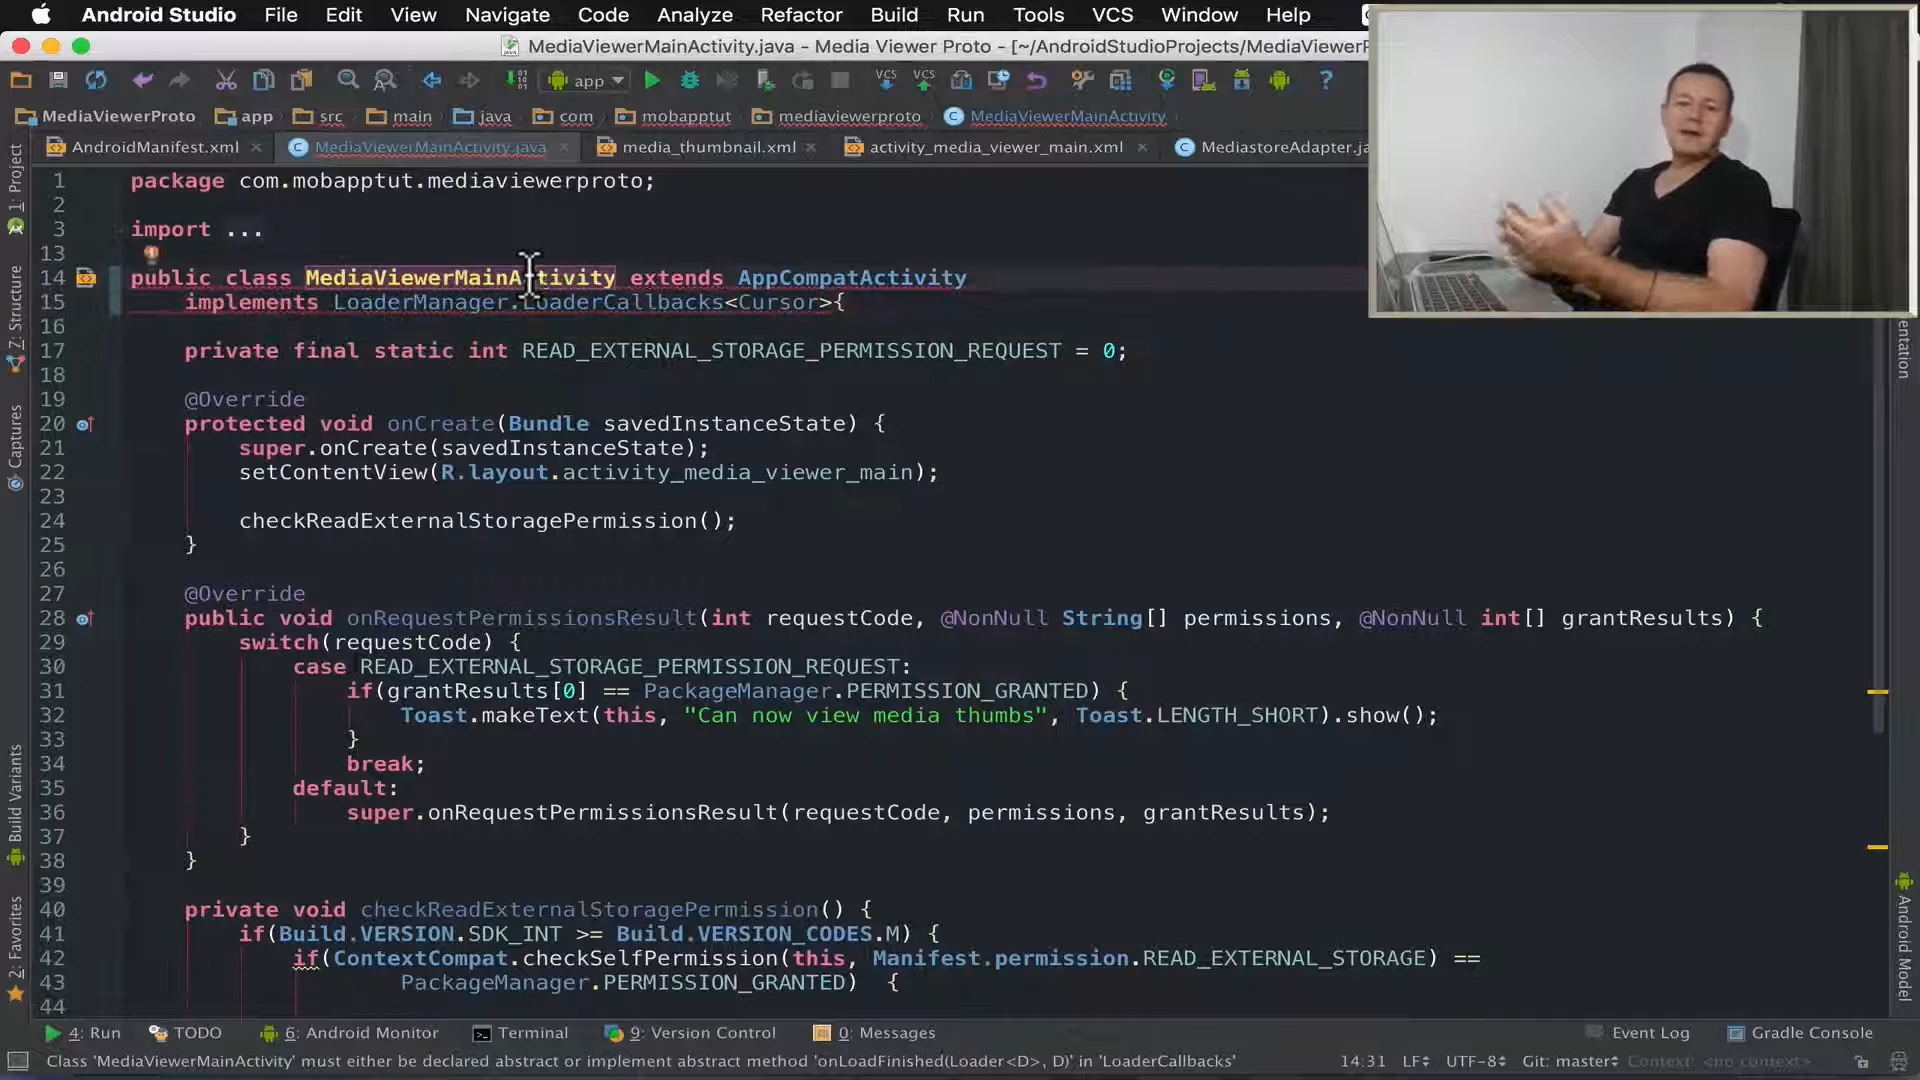 Android Studio File Edit View Navigate Code Analyze Refactor Build Run Tools VCS Window Help
MediaViewerMainActivity.java – Media Viewer Proto – [~/AndroidStudioProjects/MediaViewerP
app VCS VCS ?
MediaViewerProto app src main java com mobapptut mediaviewerproto MediaViewerMainActivity
AndroidManifest.xml MediaViewerMainActivity.java media_thumbnail.xml activity_media_viewer_main.xml MediastoreAdapter.ja
1: Project
7: Structure
Captures
Build Variants
2: Favorites
1 package com.mobapptut.mediaviewerproto;
2
3 import ...
13
14 public class MediaViewerMainActivity extends AppCompatActivity
15 implements LoaderManager.LoaderCallbacks<Cursor>{
16
17 private final static int READ_EXTERNAL_STORAGE_PERMISSION_REQUEST = 0;
18
19 @Override
20 protected void onCreate(Bundle savedInstanceState) {
21 super.onCreate(savedInstanceState);
22 setContentView(R.layout.activity_media_viewer_main);
23
24 checkReadExternalStoragePermission();
25 }
26
27 @Override
28 public void onRequestPermissionsResult(int requestCode, @NonNull String[] permissions, @NonNull int[] grantResults) {
29 switch(requestCode) {
30 case READ_EXTERNAL_STORAGE_PERMISSION_REQUEST:
31 if(grantResults[0] == PackageManager.PERMISSION_GRANTED) {
32 Toast.makeText(this, "Can now view media thumbs", Toast.LENGTH_SHORT).show();
33 }
34 break;
35 default:
36 super.onRequestPermissionsResult(requestCode, permissions, grantResults);
37 }
38 }
39
40 private void checkReadExternalStoragePermission() {
41 if(Build.VERSION.SDK_INT >= Build.VERSION_CODES.M) {
42 if(ContextCompat.checkSelfPermission(this, Manifest.permission.READ_EXTERNAL_STORAGE) ==
43 PackageManager.PERMISSION_GRANTED) {
44
entation
Android Model
4: Run TODO 6: Android Monitor Terminal 9: Version Control 0: Messages Event Log Gradle Console
Class 'MediaViewerMainActivity' must either be declared abstract or implement abstract method 'onLoadFinished(Loader<D>, D)' in 'LoaderCallbacks' 14:31 LF UTF-8 Git: master Context: <no context>